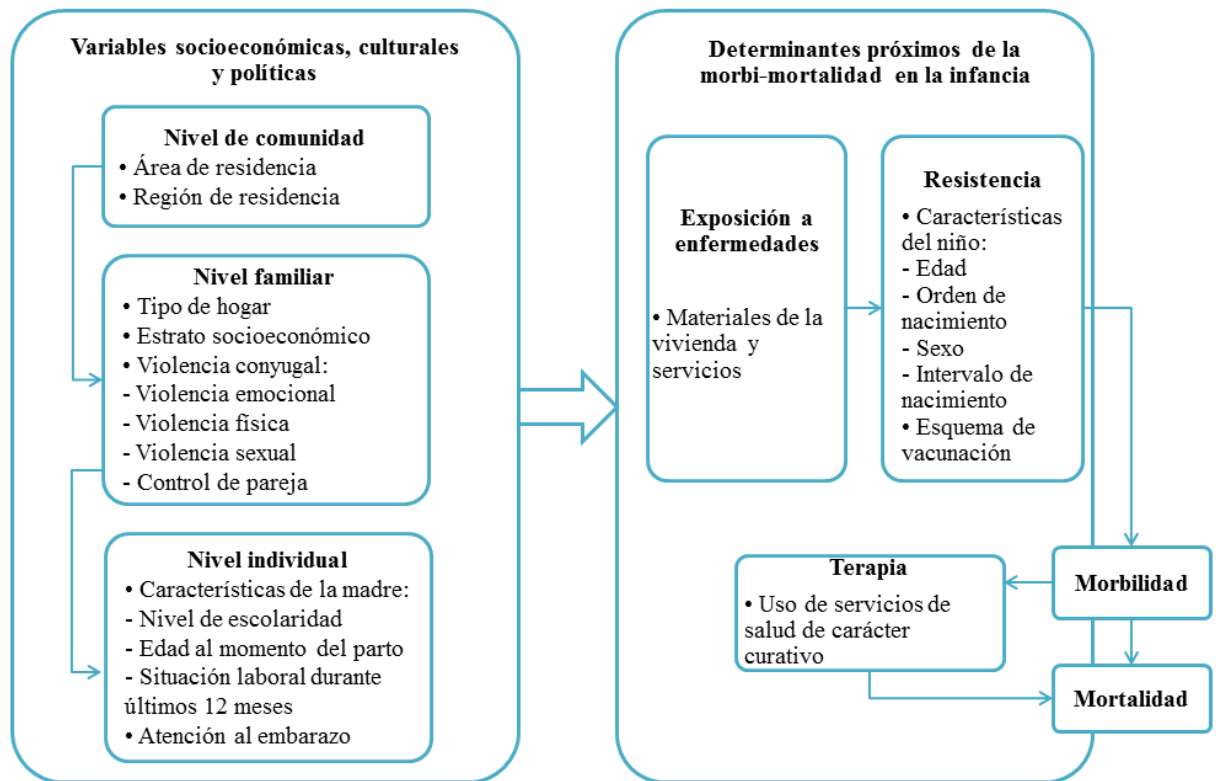 Variables socioeconómicas, culturales
y políticas
Nivel de comunidad
• Área de residencia
• Región de residencia
Nivel familiar
• Tipo de hogar
• Estrato socioeconómico
• Violencia conyugal:
- Violencia emocional
- Violencia física
- Violencia sexual
- Control de pareja
Nivel individual
• Características de la madre:
- Nivel de escolaridad
- Edad al momento del parto
- Situación laboral durante
últimos 12 meses
• Atención al embarazo
Determinantes próximos de la
morbi-mortalidad en la infancia
Exposición a
enfermedades
• Materiales de la
vivienda y
servicios
Resistencia
• Características
del niño:
- Edad
- Orden de
nacimiento
- Sexo
- Intervalo de
nacimiento
• Esquema de
vacunación
Terapia
• Uso de servicios de
salud de carácter
curativo
Morbilidad
Mortalidad